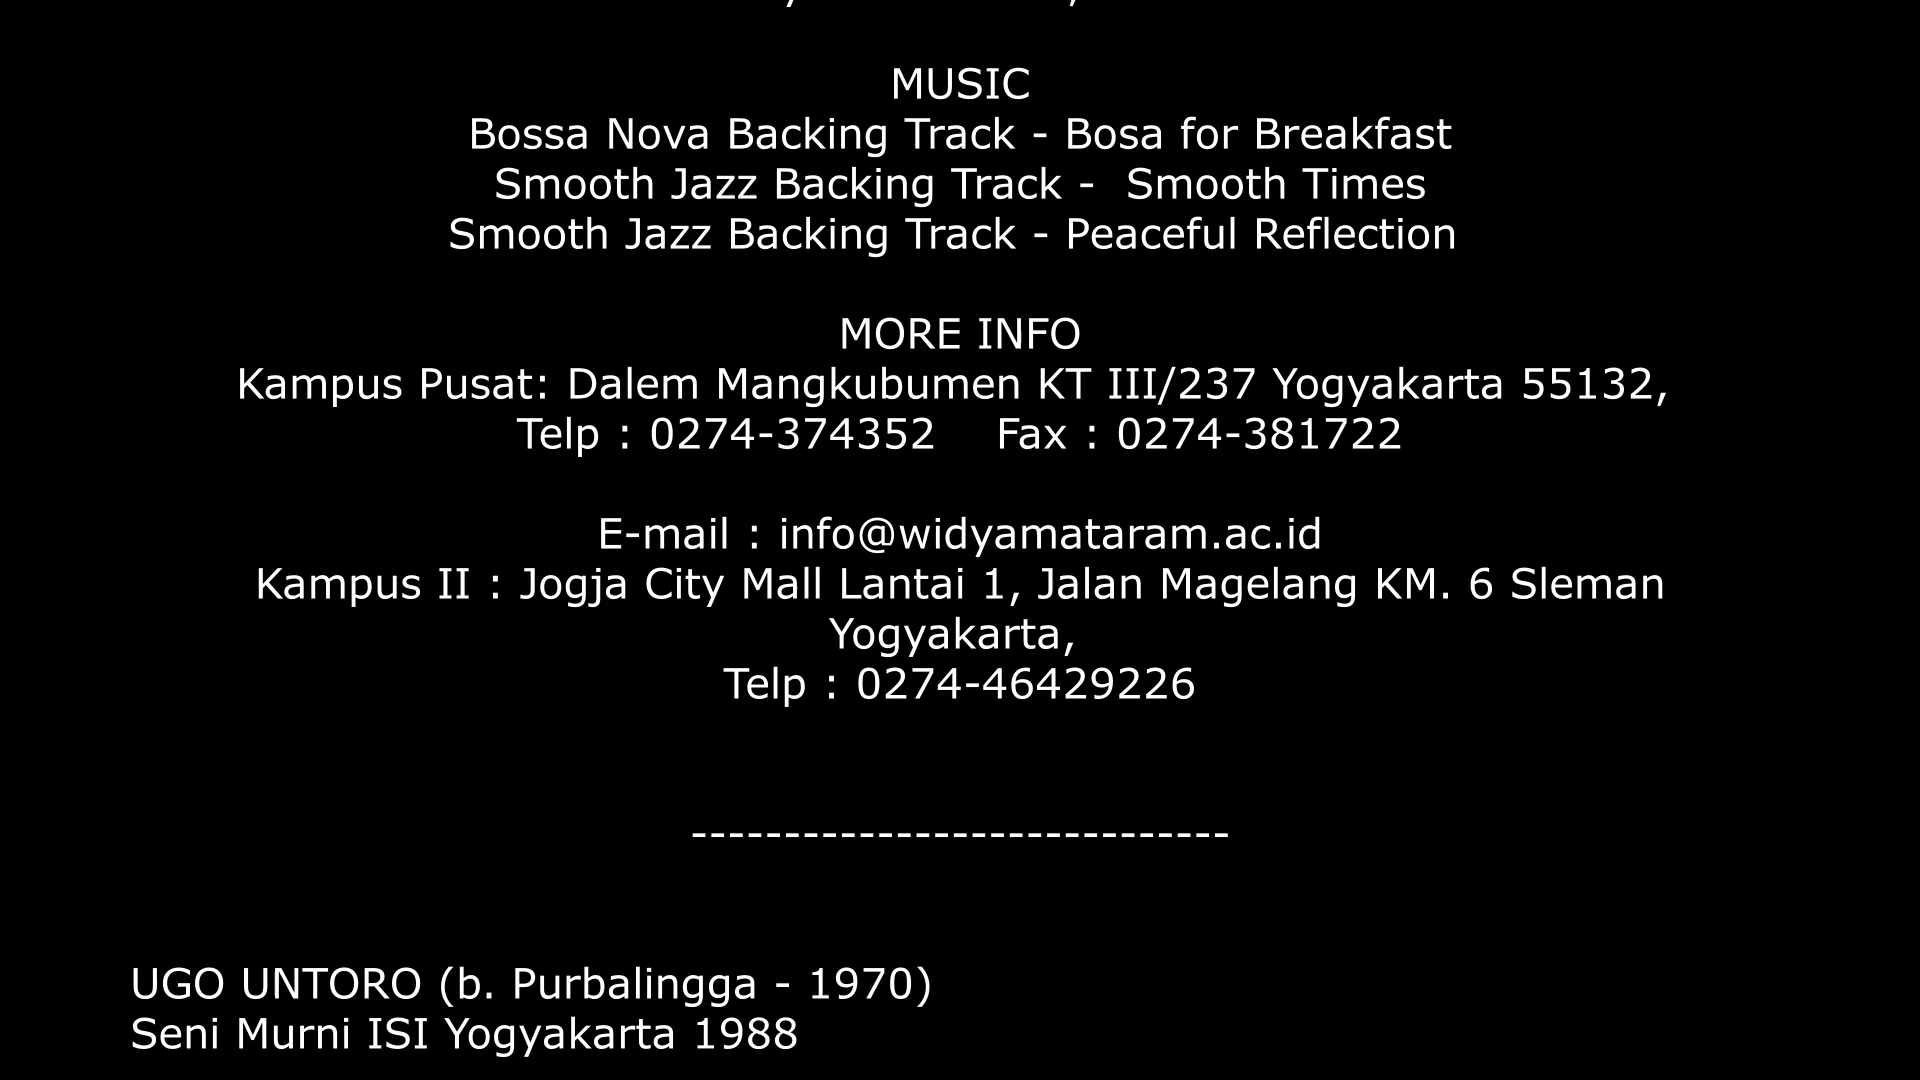 MUSIC
Bossa Nova Backing Track - Bosa for Breakfast
Smooth Jazz Backing Track -  Smooth Times
Smooth Jazz Backing Track - Peaceful Reflection
MORE INFO
Kampus Pusat: Dalem Mangkubumen KT III/237 Yogyakarta 55132,
Telp : 0274-374352    Fax : 0274-381722
E-mail : info@widyamataram.ac.id
Kampus II : Jogja City Mall Lantai 1, Jalan Magelang KM. 6 Sleman
Yogyakarta,
Telp : 0274-46429226
-----------------------------
UGO UNTORO (b. Purbalingga - 1970)
Seni Murni ISI Yogyakarta 1988